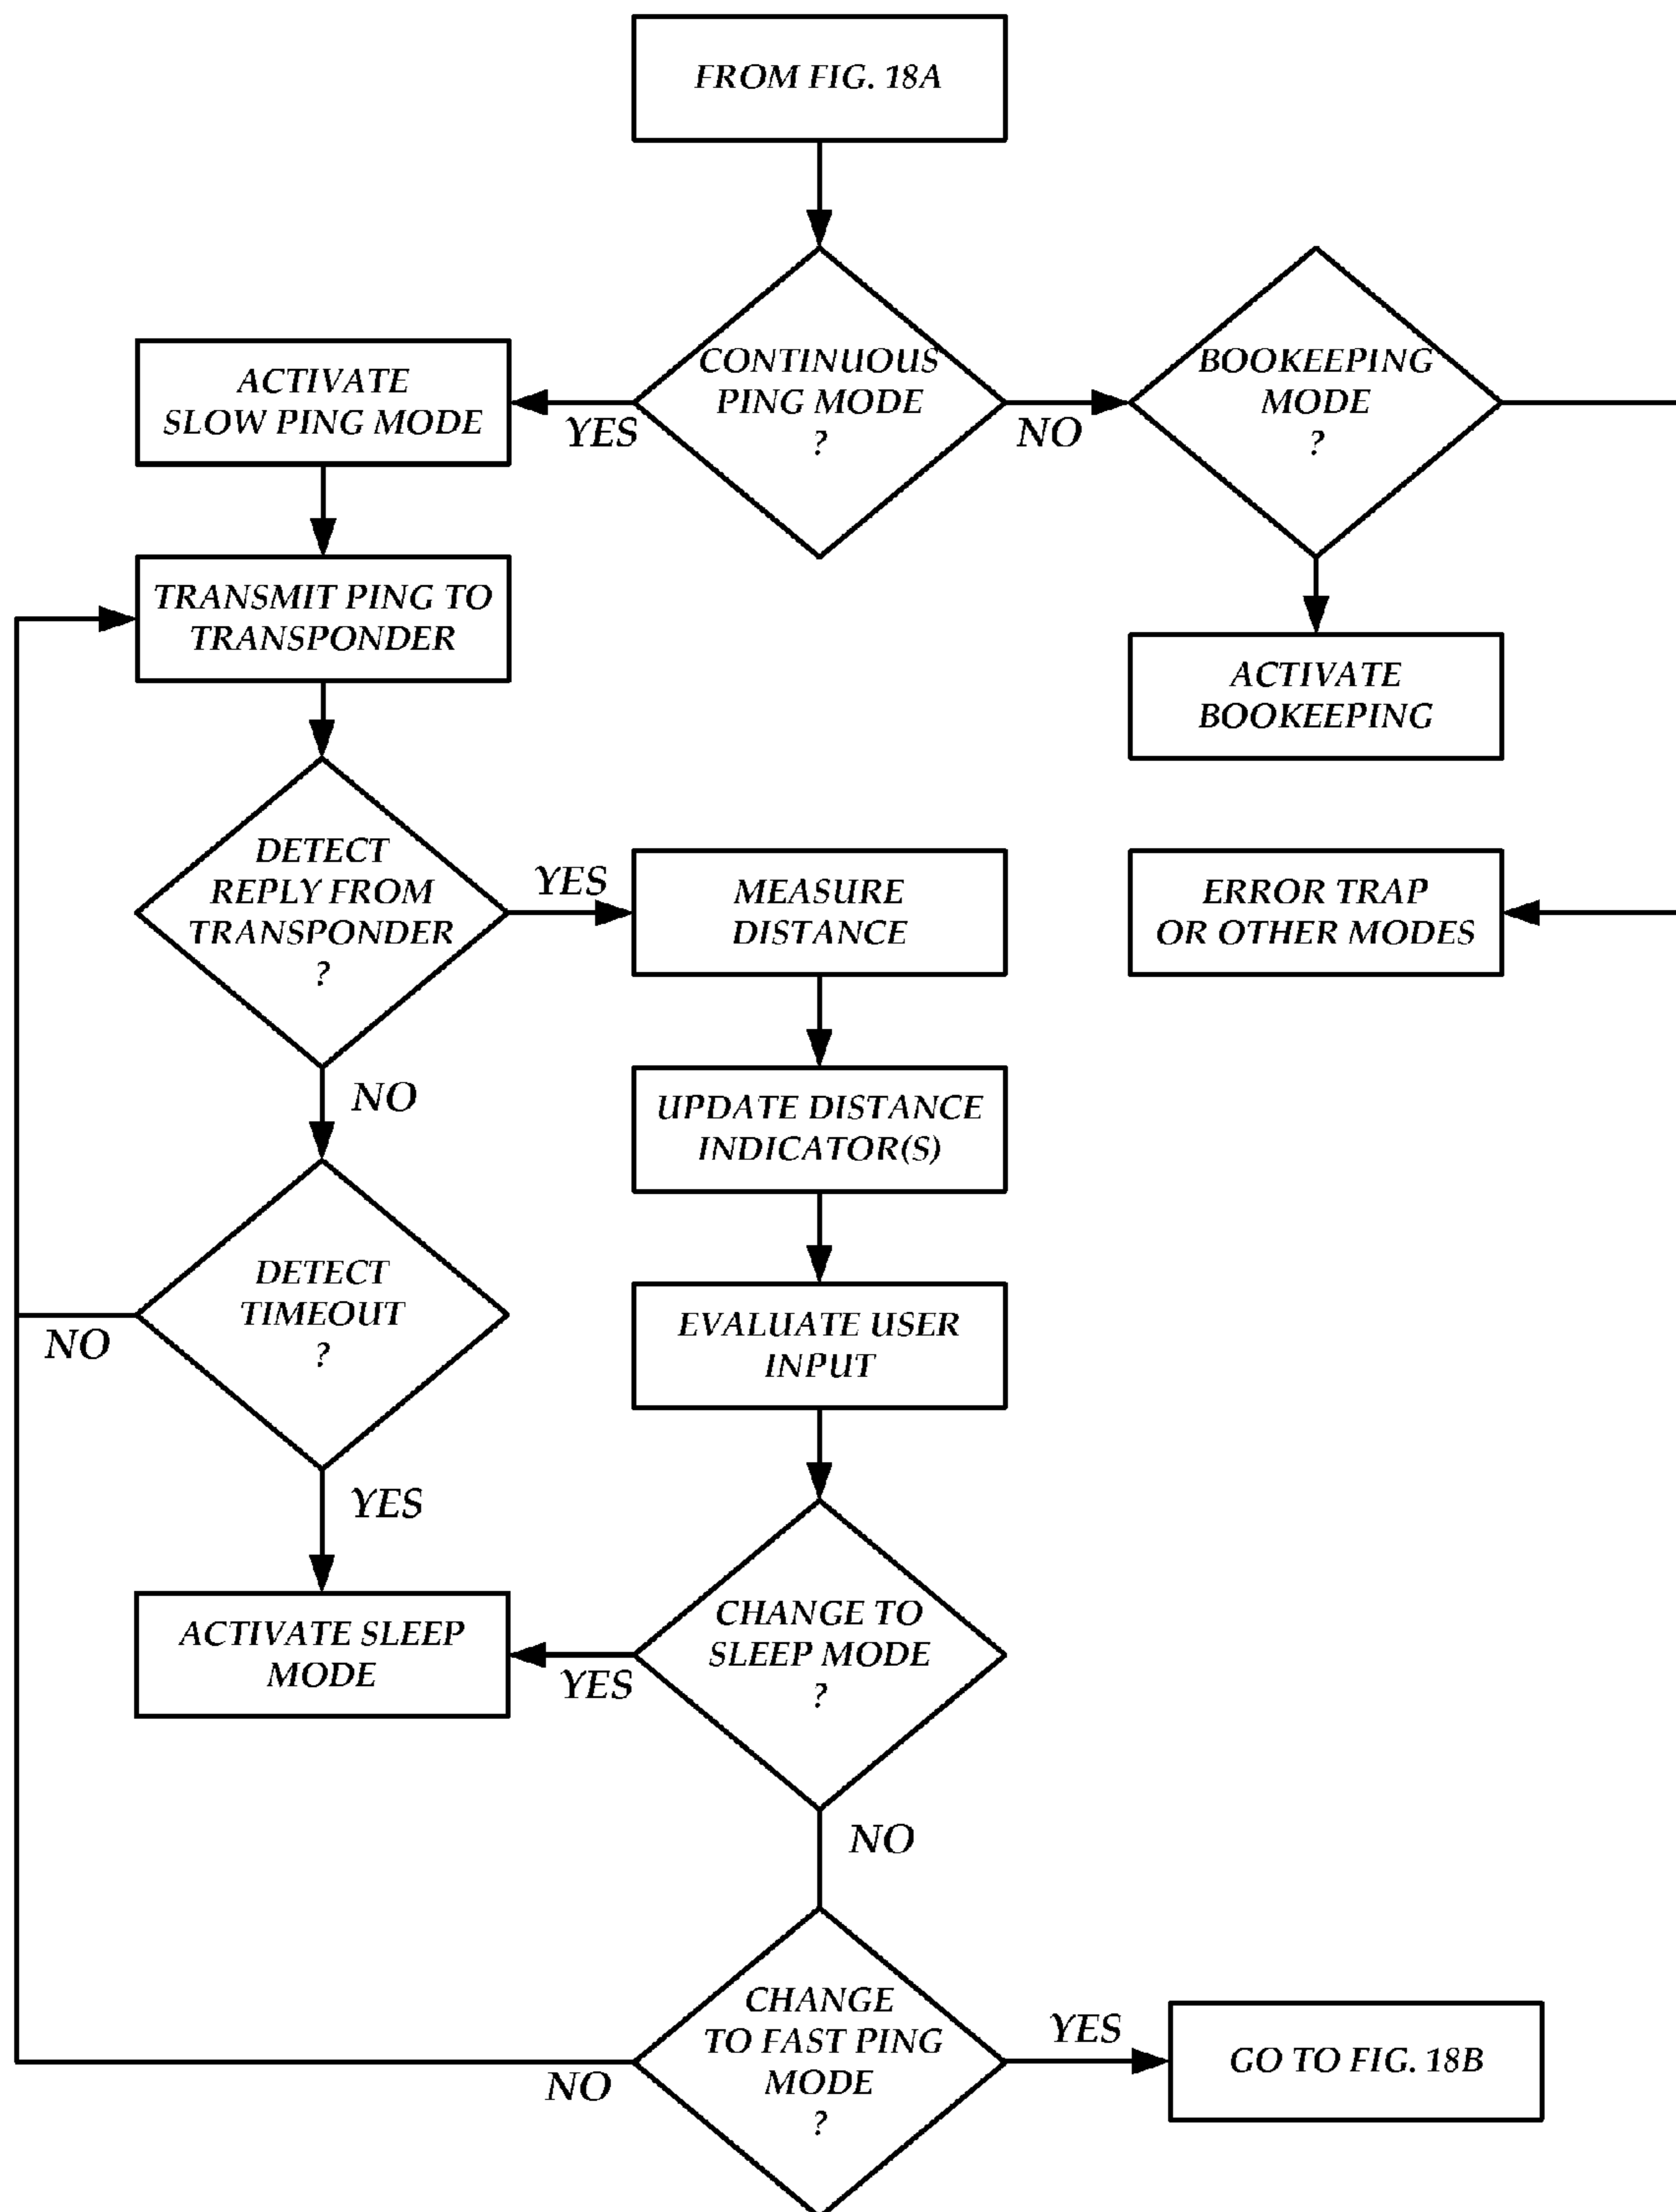 FROM FIG. 18A
CONTINUOUS
PING MODE
?
YES
NO
BOOKEEPING
MODE
?
ACTIVATE
SLOW PING MODE
TRANSMIT PING TO
TRANSPONDER
ACTIVATE
BOOKEEPING
DETECT
REPLY FROM
TRANSPONDER
?
YES
NO
MEASURE
DISTANCE
ERROR TRAP
OR OTHER MODES
UPDATE DISTANCE
INDICATOR(S)
DETECT
TIMEOUT
?
NO
YES
EVALUATE USER
INPUT
ACTIVATE SLEEP
MODE
CHANGE TO
SLEEP MODE
?
YES
NO
CHANGE
TO FAST PING
MODE
?
NO
YES
GO TO FIG. 18B